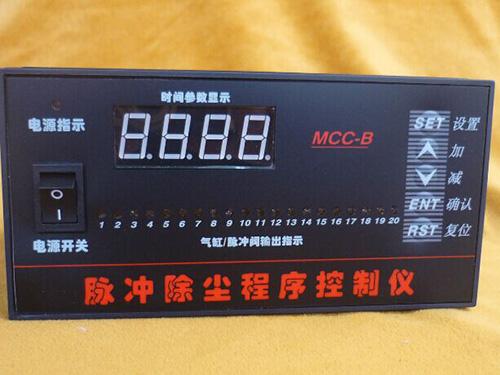 时间参数显示
电源指示
8.8.8.8.
MCC-B
SET 设置
加
减
ENT 确认
RST 复位
O
I
1 2 3 4 5 6 7 8 9 10 11 12 13 14 15 16 17 18 19 20
电源开关
气缸/脉冲阀输出指示
脉冲除尘程序控制仪